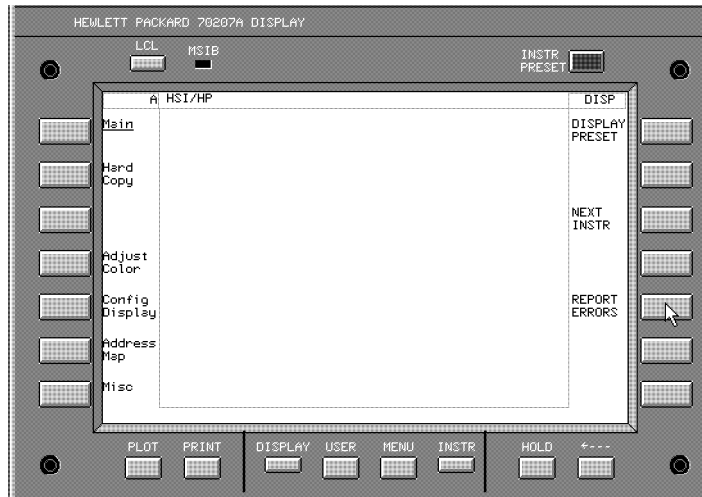 HEWLETT PACKARD 70207A DISPLAY
LCL
MSIB
INSTR
PRESET
A HSI/HP
DISP
Main
DISPLAY
PRESET
Hard
Copy
NEXT
INSTR
Adjust
Color
Config
Display
REPORT
ERRORS
Address
Map
Misc
PLOT PRINT DISPLAY USER MENU INSTR HOLD ←---